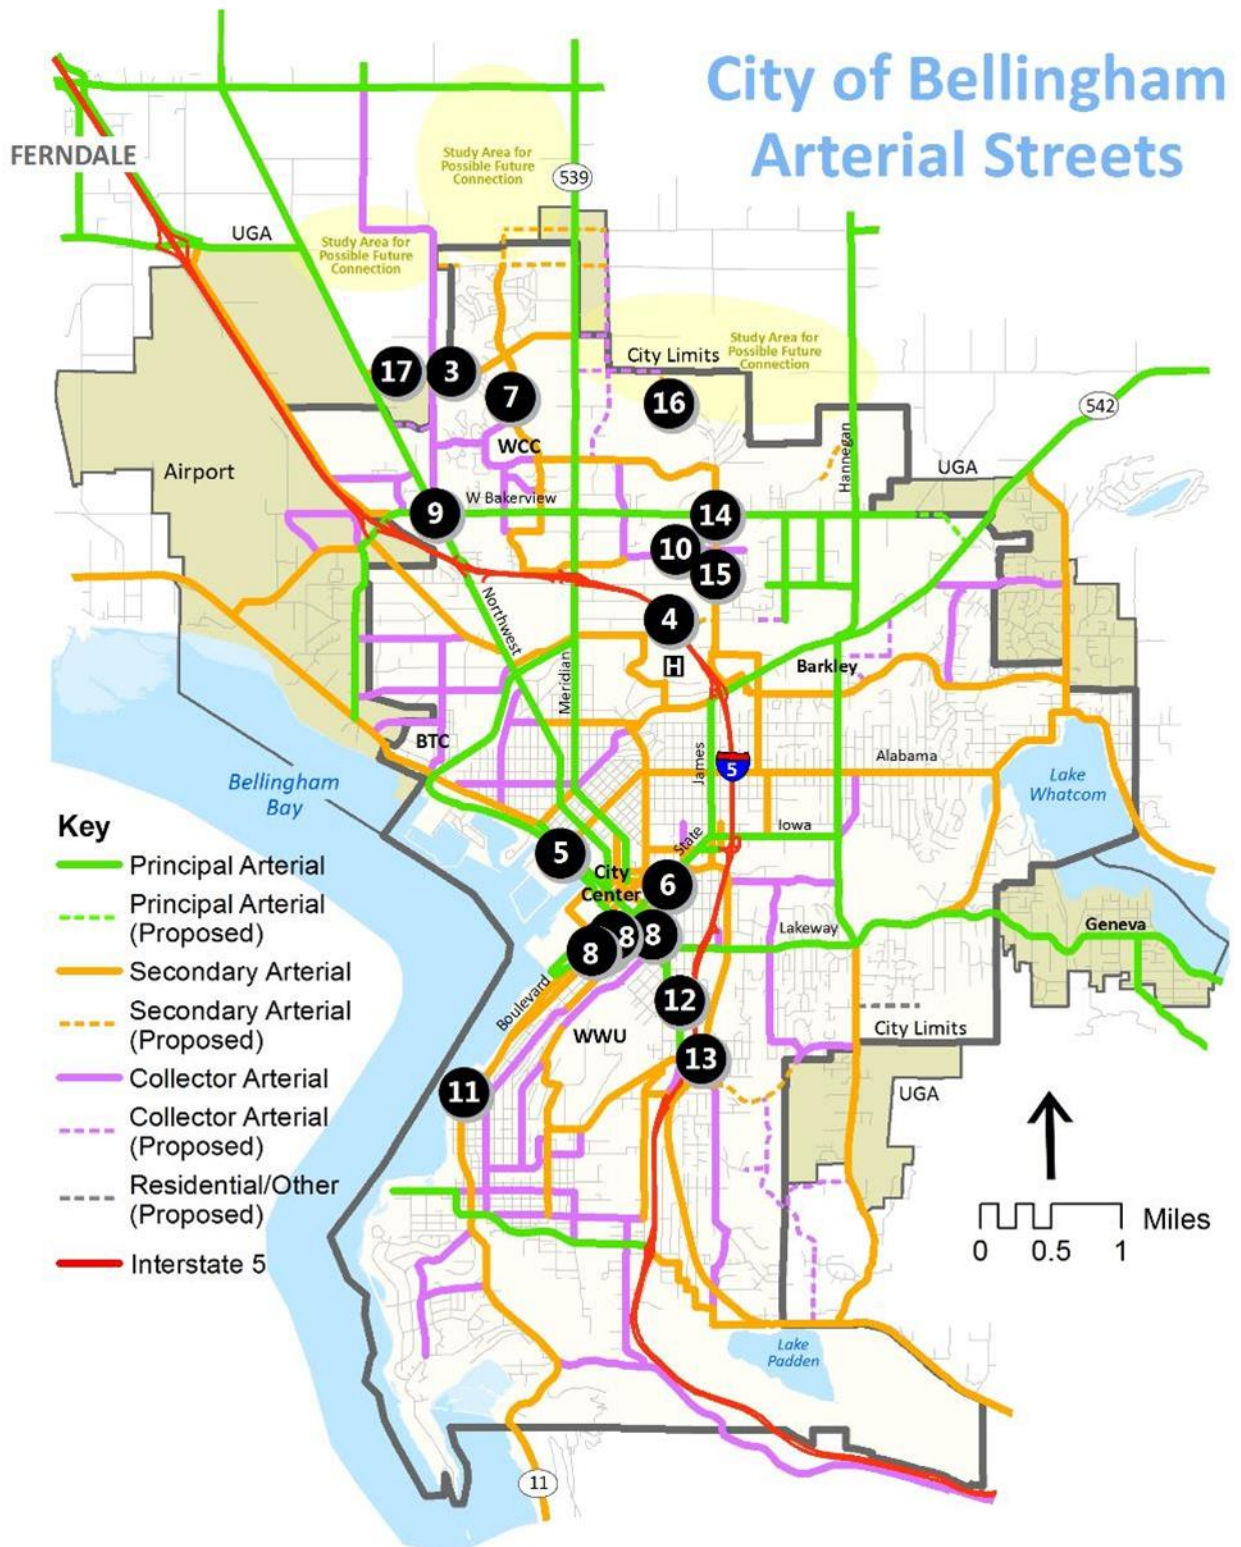 City of Bellingham
Arterial Streets
FERNDALE
Study Area for
Possible Future
Connection
539
UGA
Study Area for
Possible Future
Connection
Study Area for
Possible Future
Connection
City Limits
17
3
7
16
542
WCC
Hannegan
UGA
Airport
W Bakerview
9
14
10
15
Northwest
4
H
Meridian
Barkley
BTC
James
5
Alabama
Lake
Whatcom
Bellingham
Bay
Iowa
State
5
City
Center
6
8
8
8
Lakeway
Geneva
Boulevard
12
WWU
City Limits
13
11
UGA
Key
Principal Arterial
Principal Arterial
(Proposed)
Secondary Arterial
Secondary Arterial
(Proposed)
Collector Arterial
Collector Arterial
(Proposed)
Residential/Other
(Proposed)
Interstate 5
Miles
0 0.5 1
Lake
Padden
11